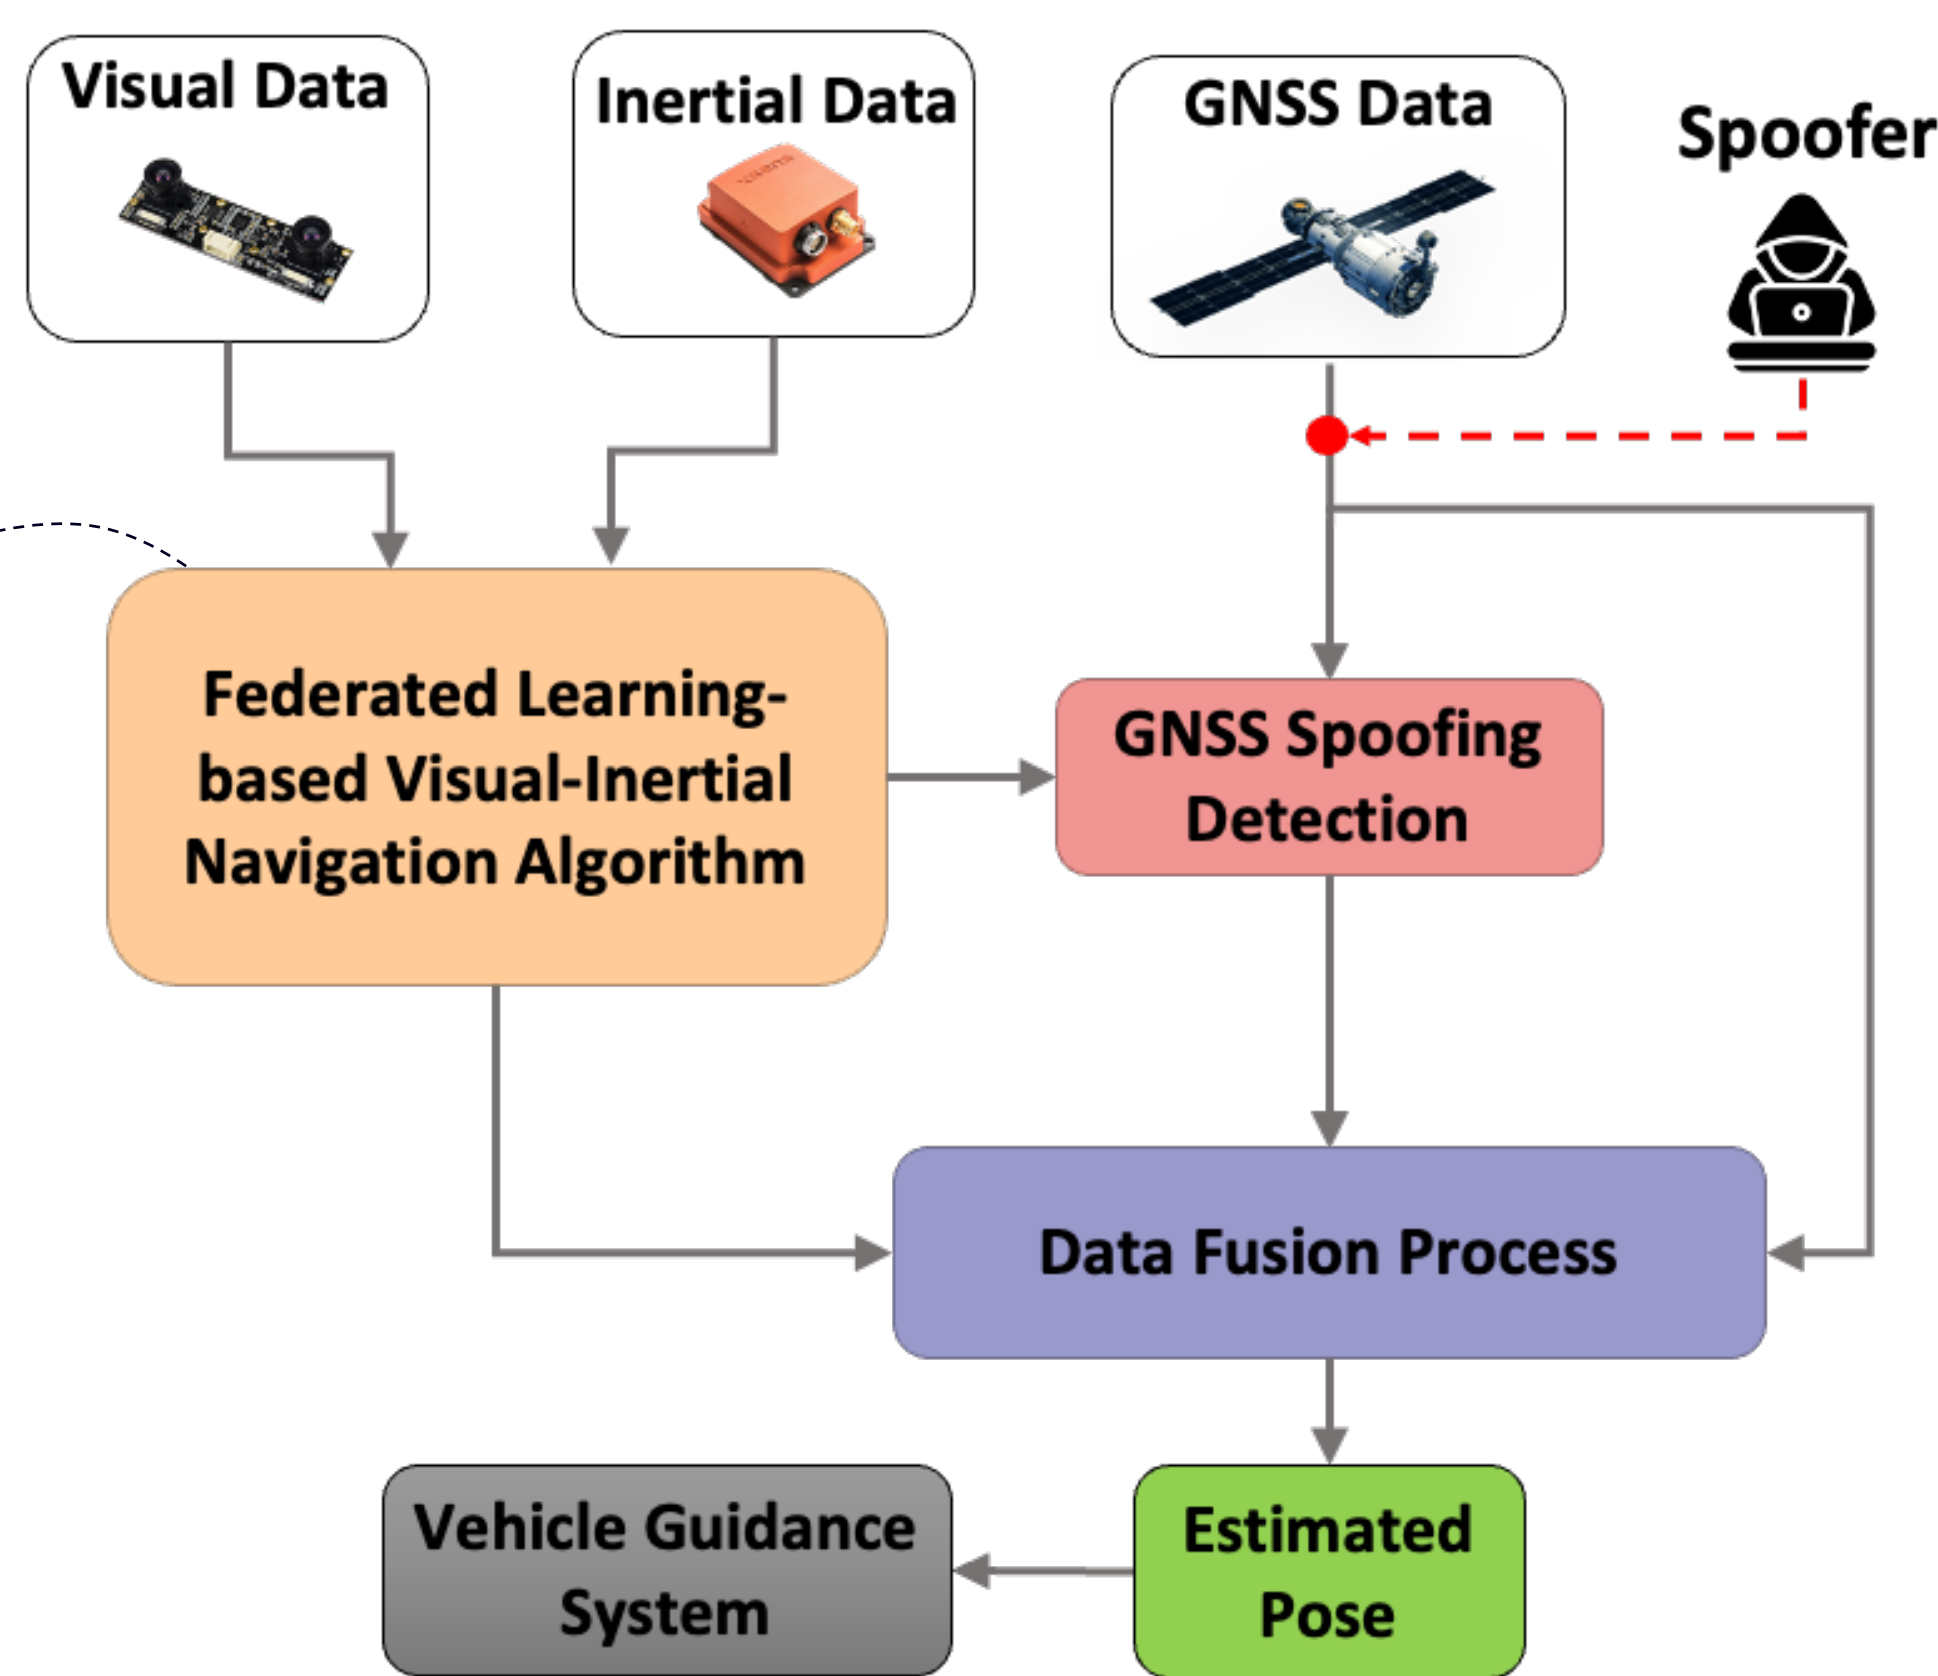 Visual Data
Inertial Data
GNSS Data
Spoofer
Federated Learning-
based Visual-Inertial
Navigation Algorithm
GNSS Spoofing
Detection
Data Fusion Process
Vehicle Guidance
System
Estimated
Pose